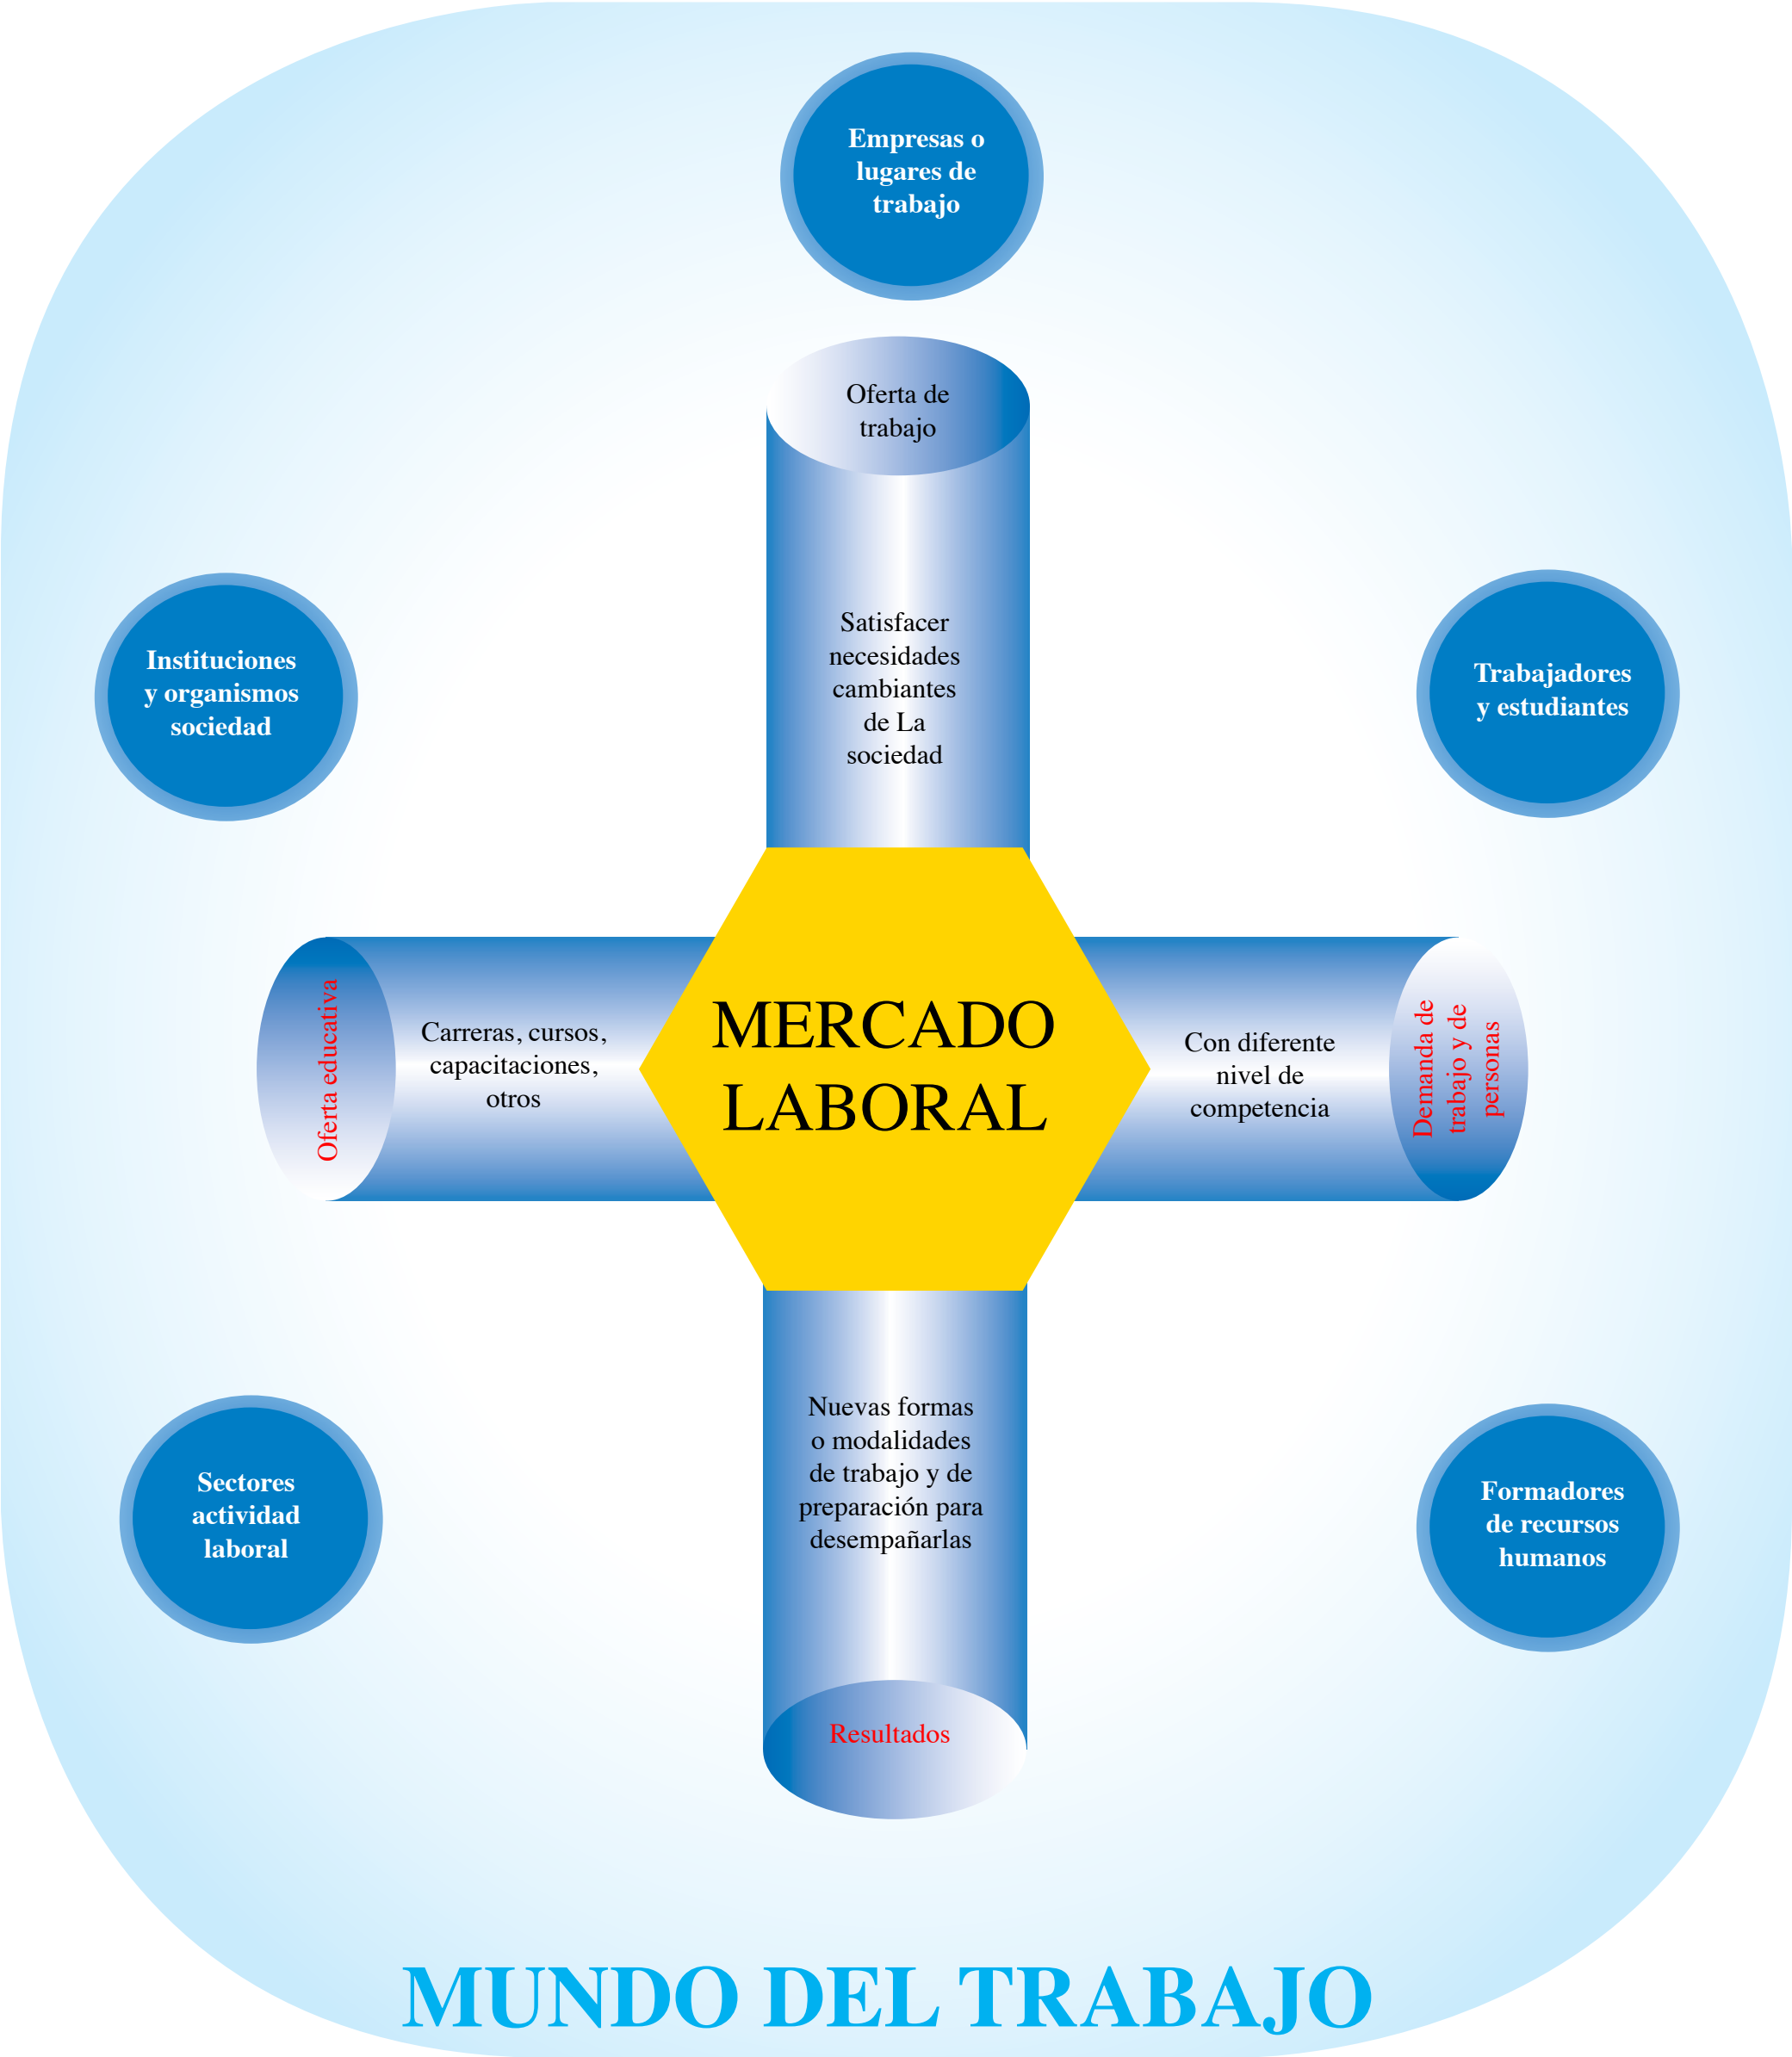 Empresas o
lugares de
trabajo
Oferta de
trabajo
Satisfacer
necesidades
cambiantes
de La
sociedad
Instituciones
y organismos
sociedad
Trabajadores
y estudiantes
Oferta educativa
Carreras, cursos,
capacitaciones,
otros
MERCADO
LABORAL
Con diferente
nivel de
competencia
Demanda de
trabajo y de
personas
Nuevas formas
o modalidades
de trabajo y de
preparación para
desempañarlas
Sectores
actividad
laboral
Formadores
de recursos
humanos
Resultados
MUNDO DEL TRABAJO